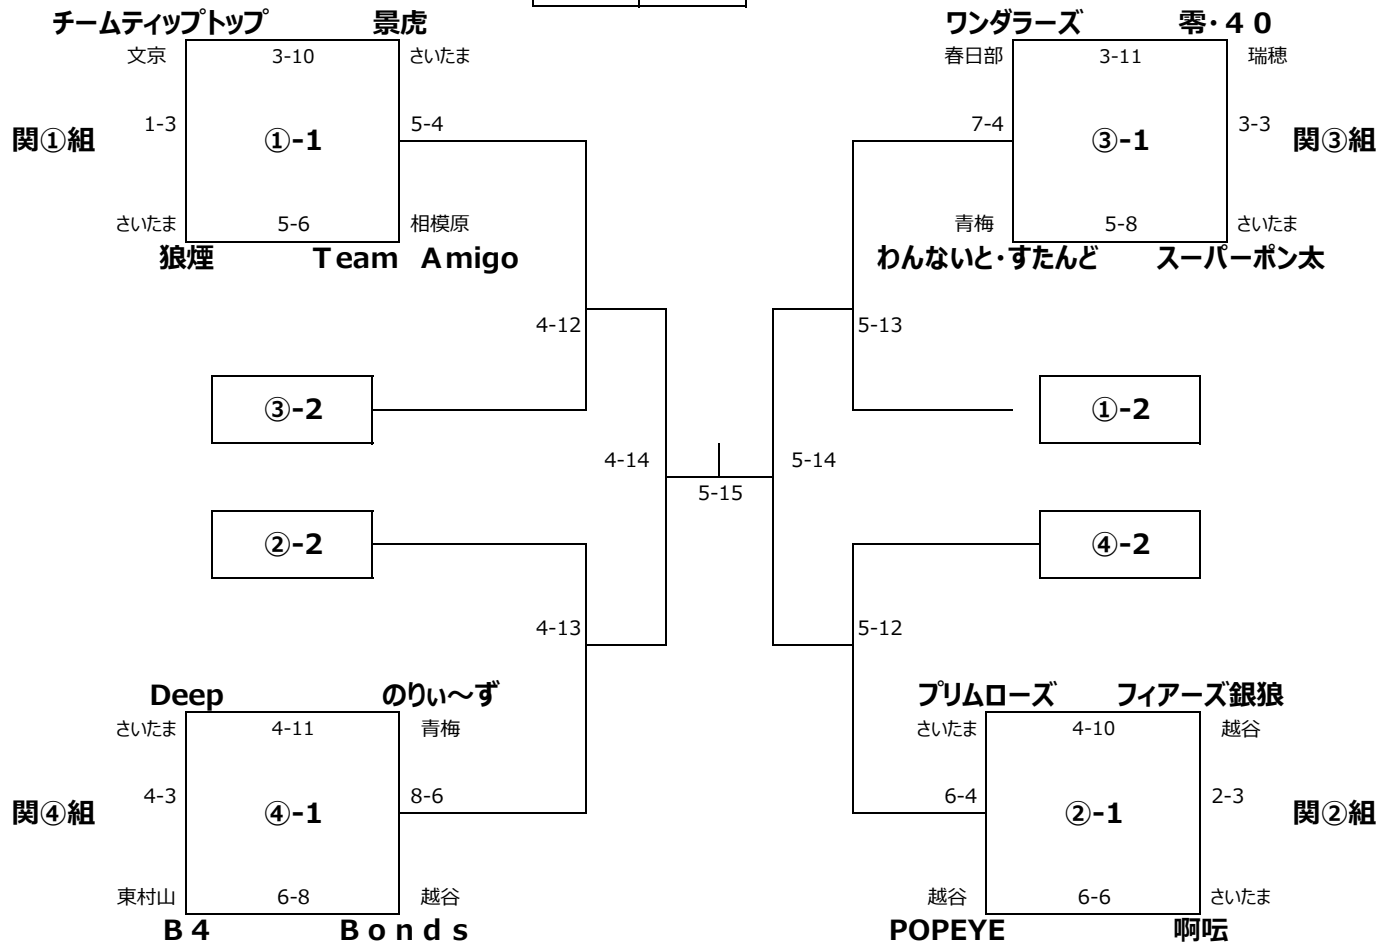 チームティップトップ 景虎 ワンダラーズ 零・４０
文京 3-10 さいたま 春日部 3-11 瑞穂
関①組 1-3 ①-1 5-4 7-4 ③-1 3-3 関③組
さいたま 5-6 相模原 青梅 5-8 さいたま
狼煙 Team Amigo わんないと・すたんど スーパーポン太
4-12 5-13
③-2 ①-2
4-14 5-14
5-15
②-2 ④-2
4-13 5-12
Deep のりぃ～ず プリムローズ フィアーズ銀狼
さいたま 4-11 青梅 さいたま 4-10 越谷
関④組 4-3 ④-1 8-6 6-4 ②-1 2-3 関②組
東村山 6-8 越谷 越谷 6-6 さいたま
Ｂ４ Ｂｏｎｄｓ POPEYE 啊呍